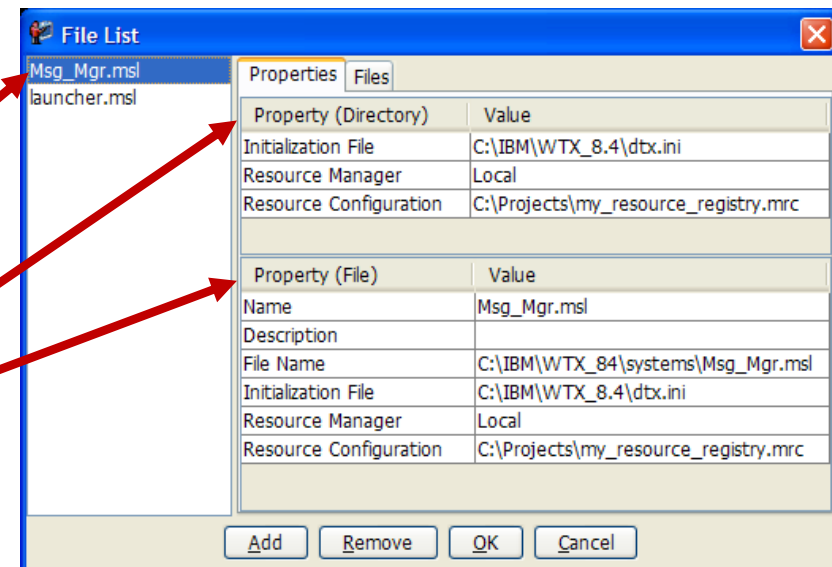 File List
Msg_Mgr.msl
launcher.msl
Properties Files
Property (Directory) Value
Initialization File C:\IBM\WTX_8.4\dtx.ini
Resource Manager Local
Resource Configuration C:\Projects\my_resource_registry.mrc
Property (File) Value
Name Msg_Mgr.msl
Description
File Name C:\IBM\WTX_84\systems\Msg_Mgr.msl
Initialization File C:\IBM\WTX_8.4\dtx.ini
Resource Manager Local
Resource Configuration C:\Projects\my_resource_registry.mrc
Add Remove OK Cancel